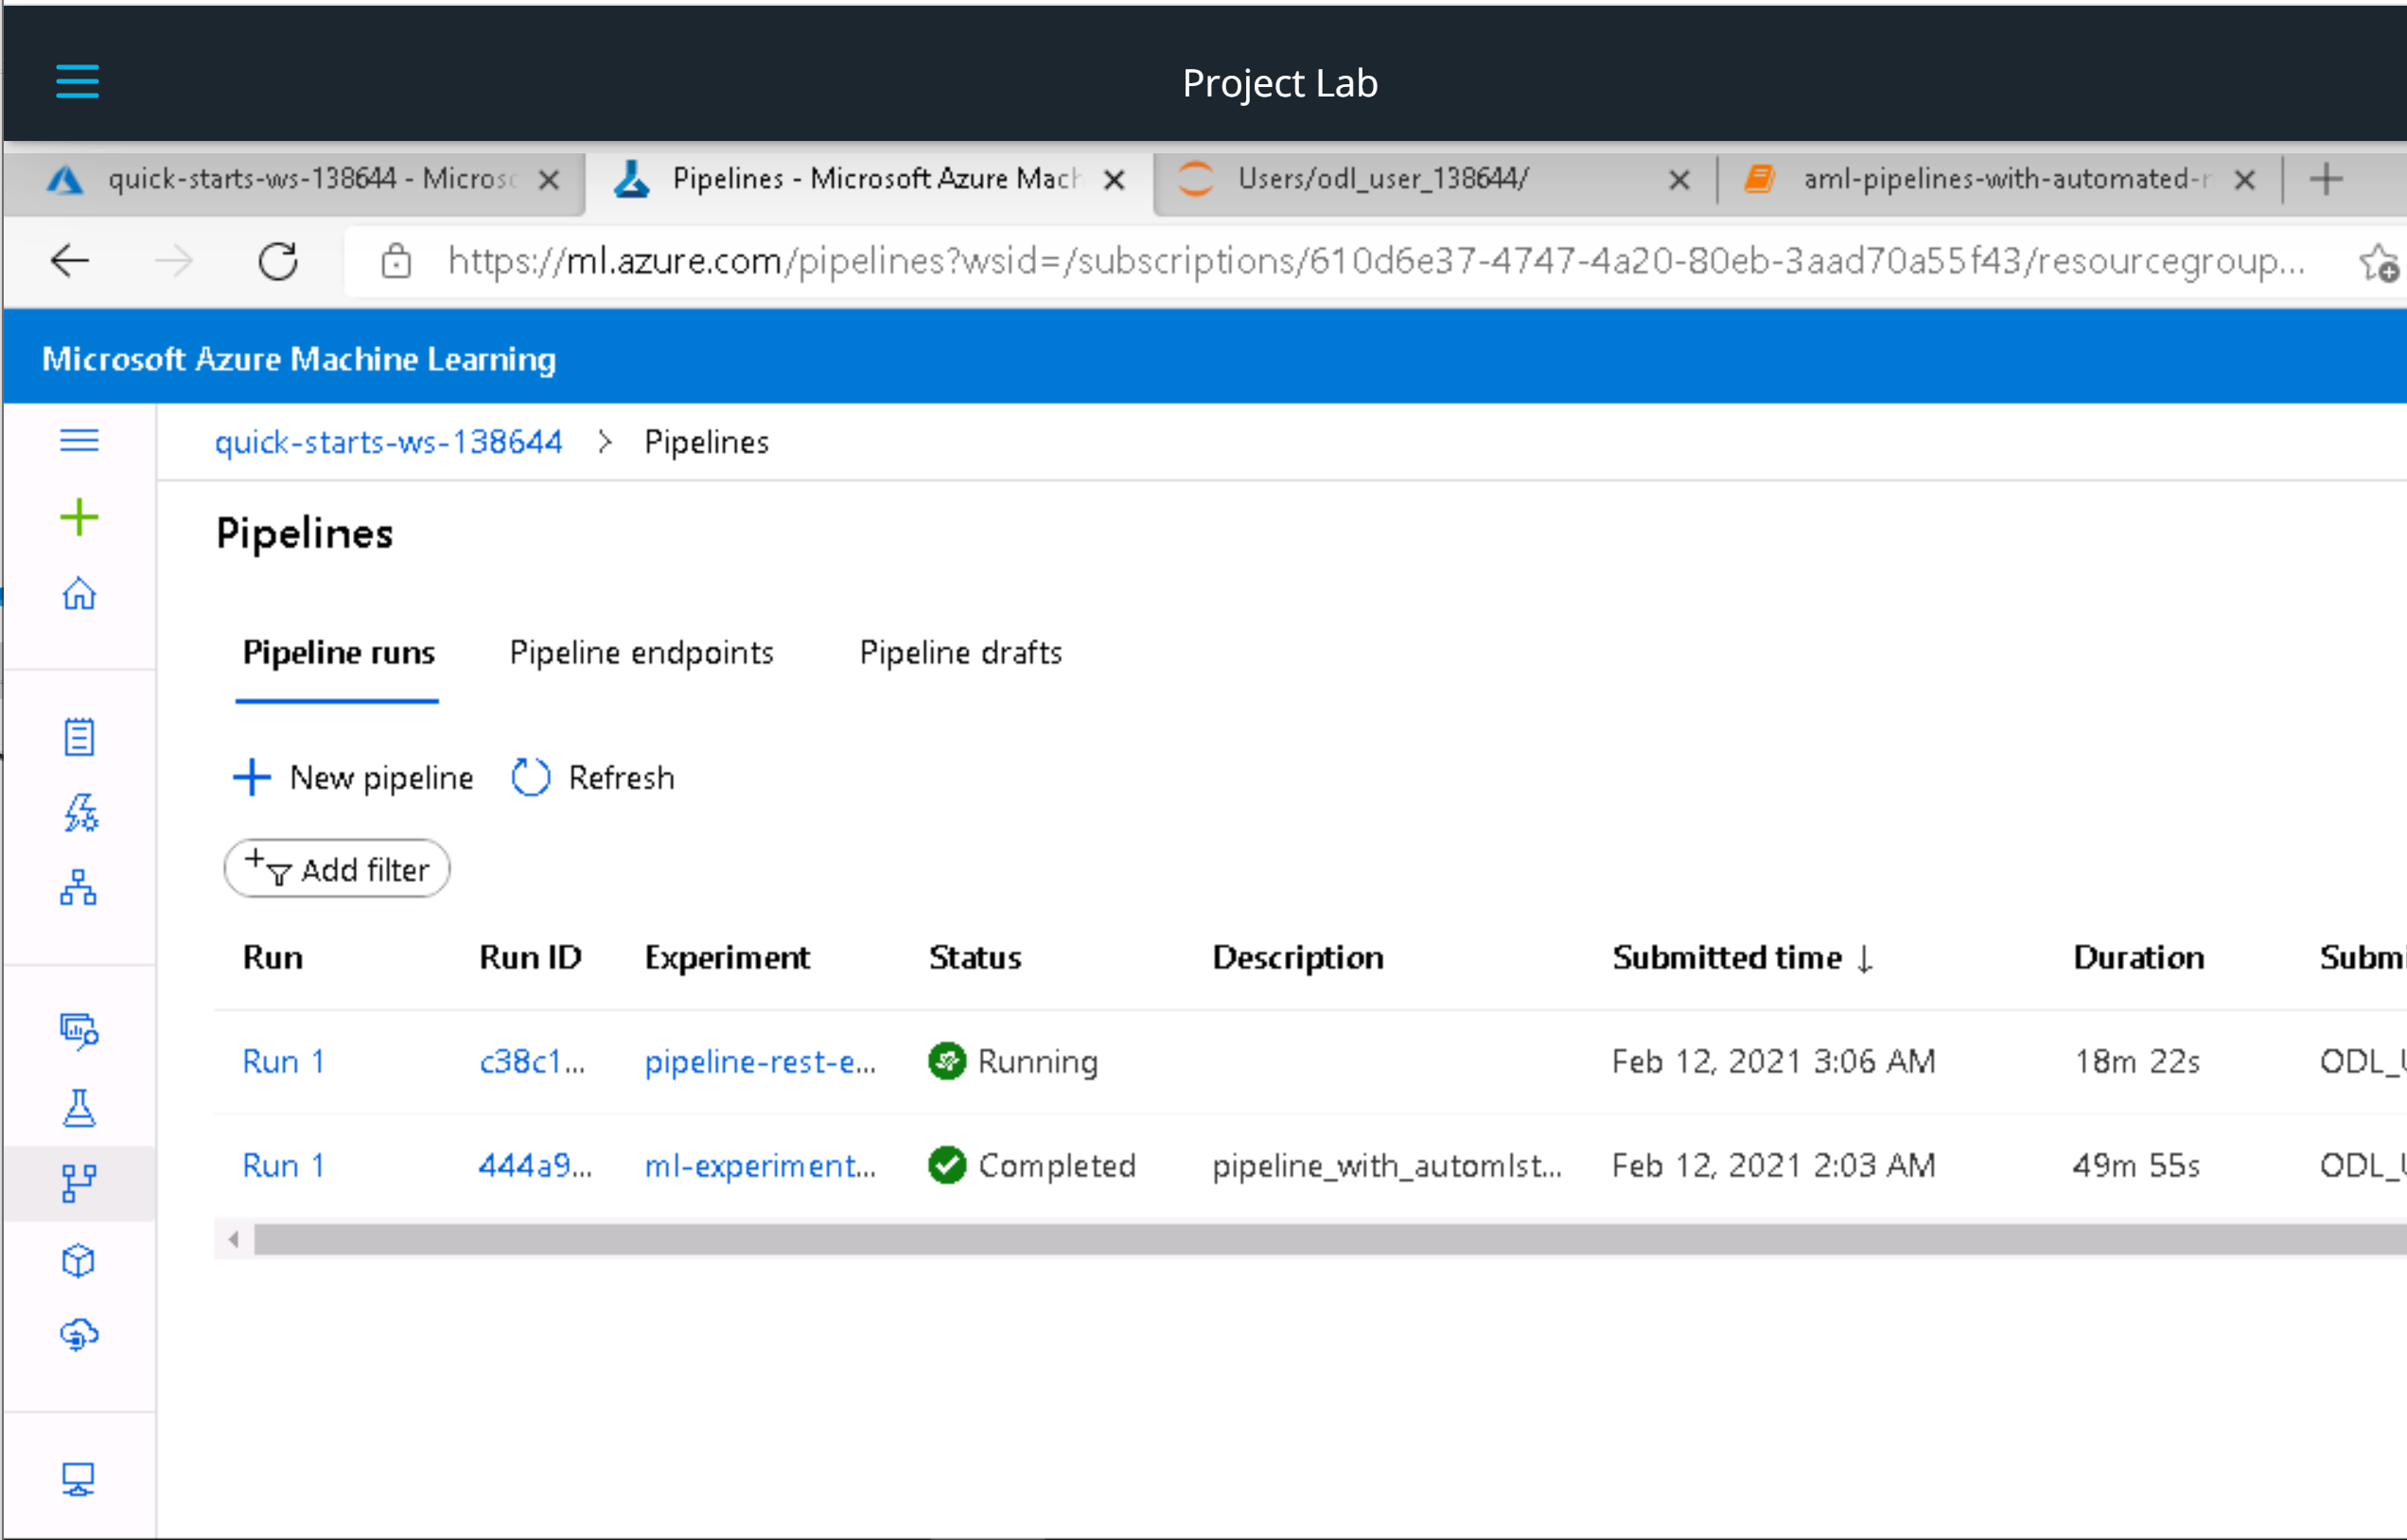 Project Lab
quick-starts-ws-138644 - Microsc
Pipelines - Microsoft Azure Mach
Users/odl_user_138644/
aml-pipelines-with-automated-
https://ml.azure.com/pipelines?wsid=/subscriptions/610d6e37-4747-4a20-80eb-3aad70a55f43/resourcegroup...
Microsoft Azure Machine Learning
quick-starts-ws-138644 > Pipelines
Pipelines
Pipeline runs Pipeline endpoints Pipeline drafts
New pipeline Refresh
Add filter
Run Run ID Experiment Status Description Submitted time ↓ Duration Submi
Run 1 c38c1... pipeline-rest-e... Running Feb 12, 2021 3:06 AM 18m 22s ODL_U
Run 1 444a9... ml-experiment... Completed pipeline_with_automlst... Feb 12, 2021 2:03 AM 49m 55s ODL_U